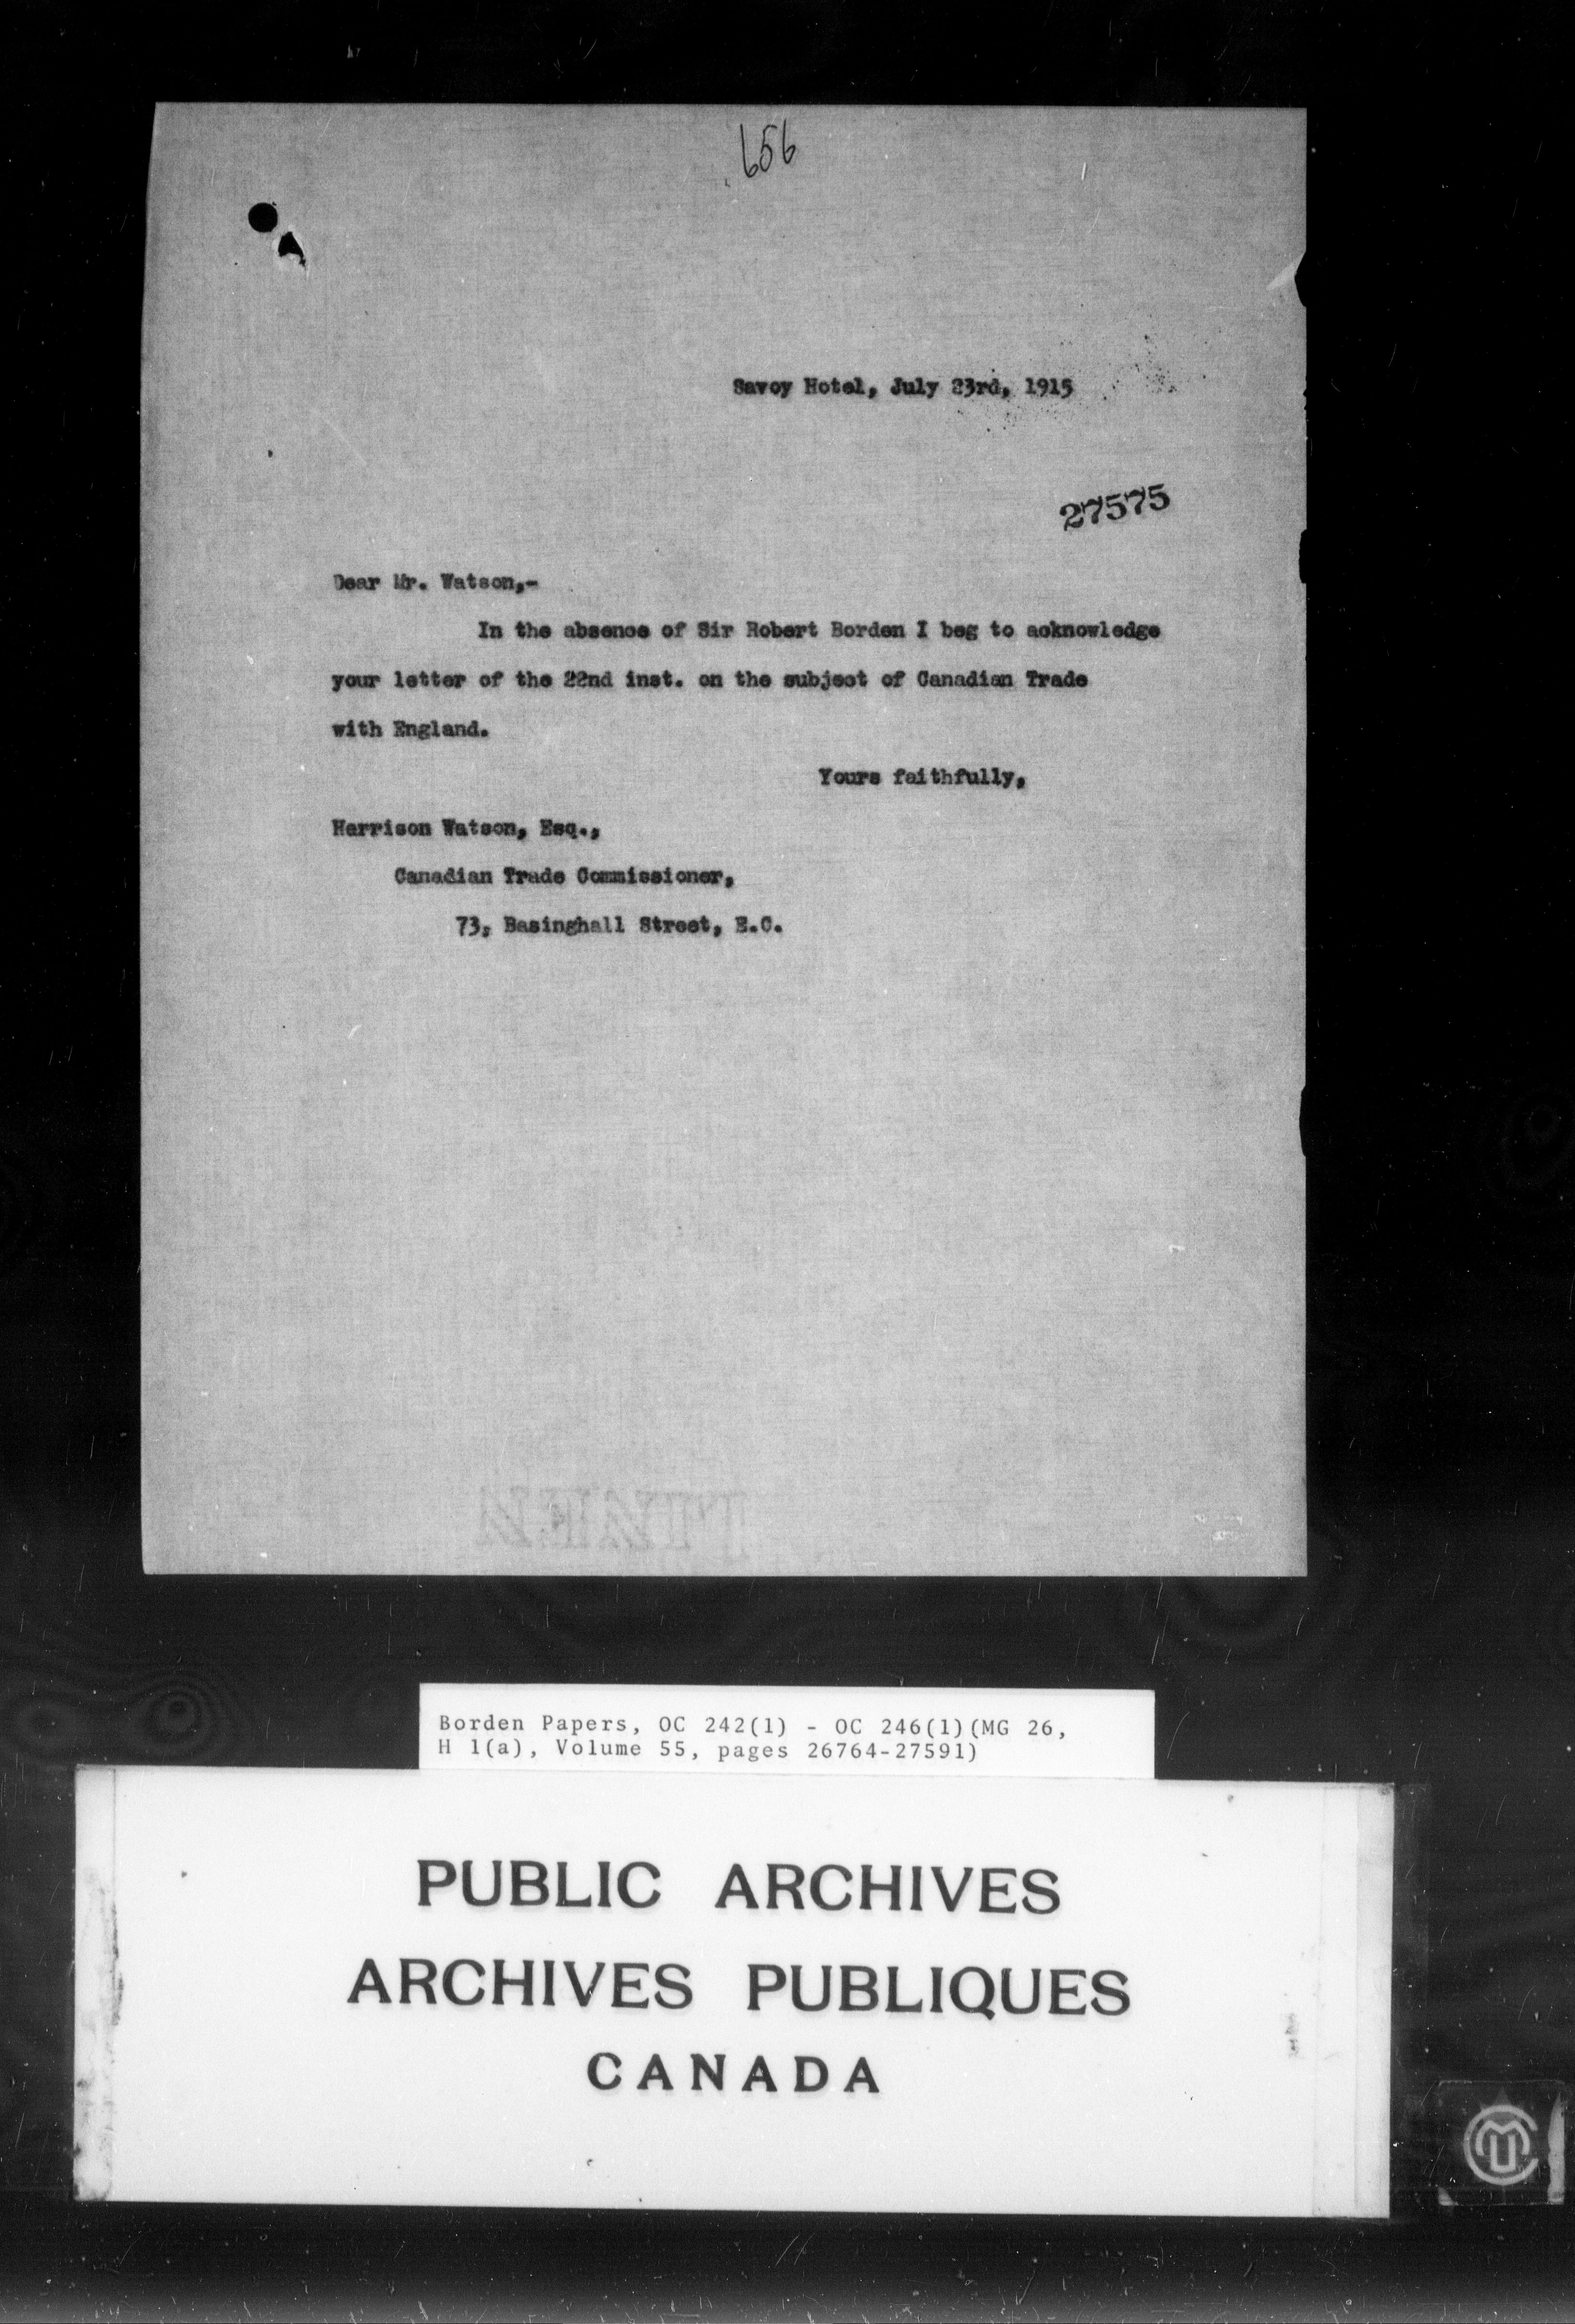 656
Savoy Hotel, July 23rd, 1915
27575
Dear Mr. Watson,-
In the absence of Sir Robert Borden I beg to acknowledge
your letter of the 22nd inst. on the subject of Canadian Trade
with England.
Yours faithfully,
Harrison Watson, Esq.,
Canadian Trade Commissioner,
73, Basinghall Street, E.C.
Borden Papers, OC 242(1) - OC 246(1)(MG 26,
H 1(a), Volume 55, pages 26764-27591)
PUBLIC ARCHIVES
ARCHIVES PUBLIQUES
CANADA